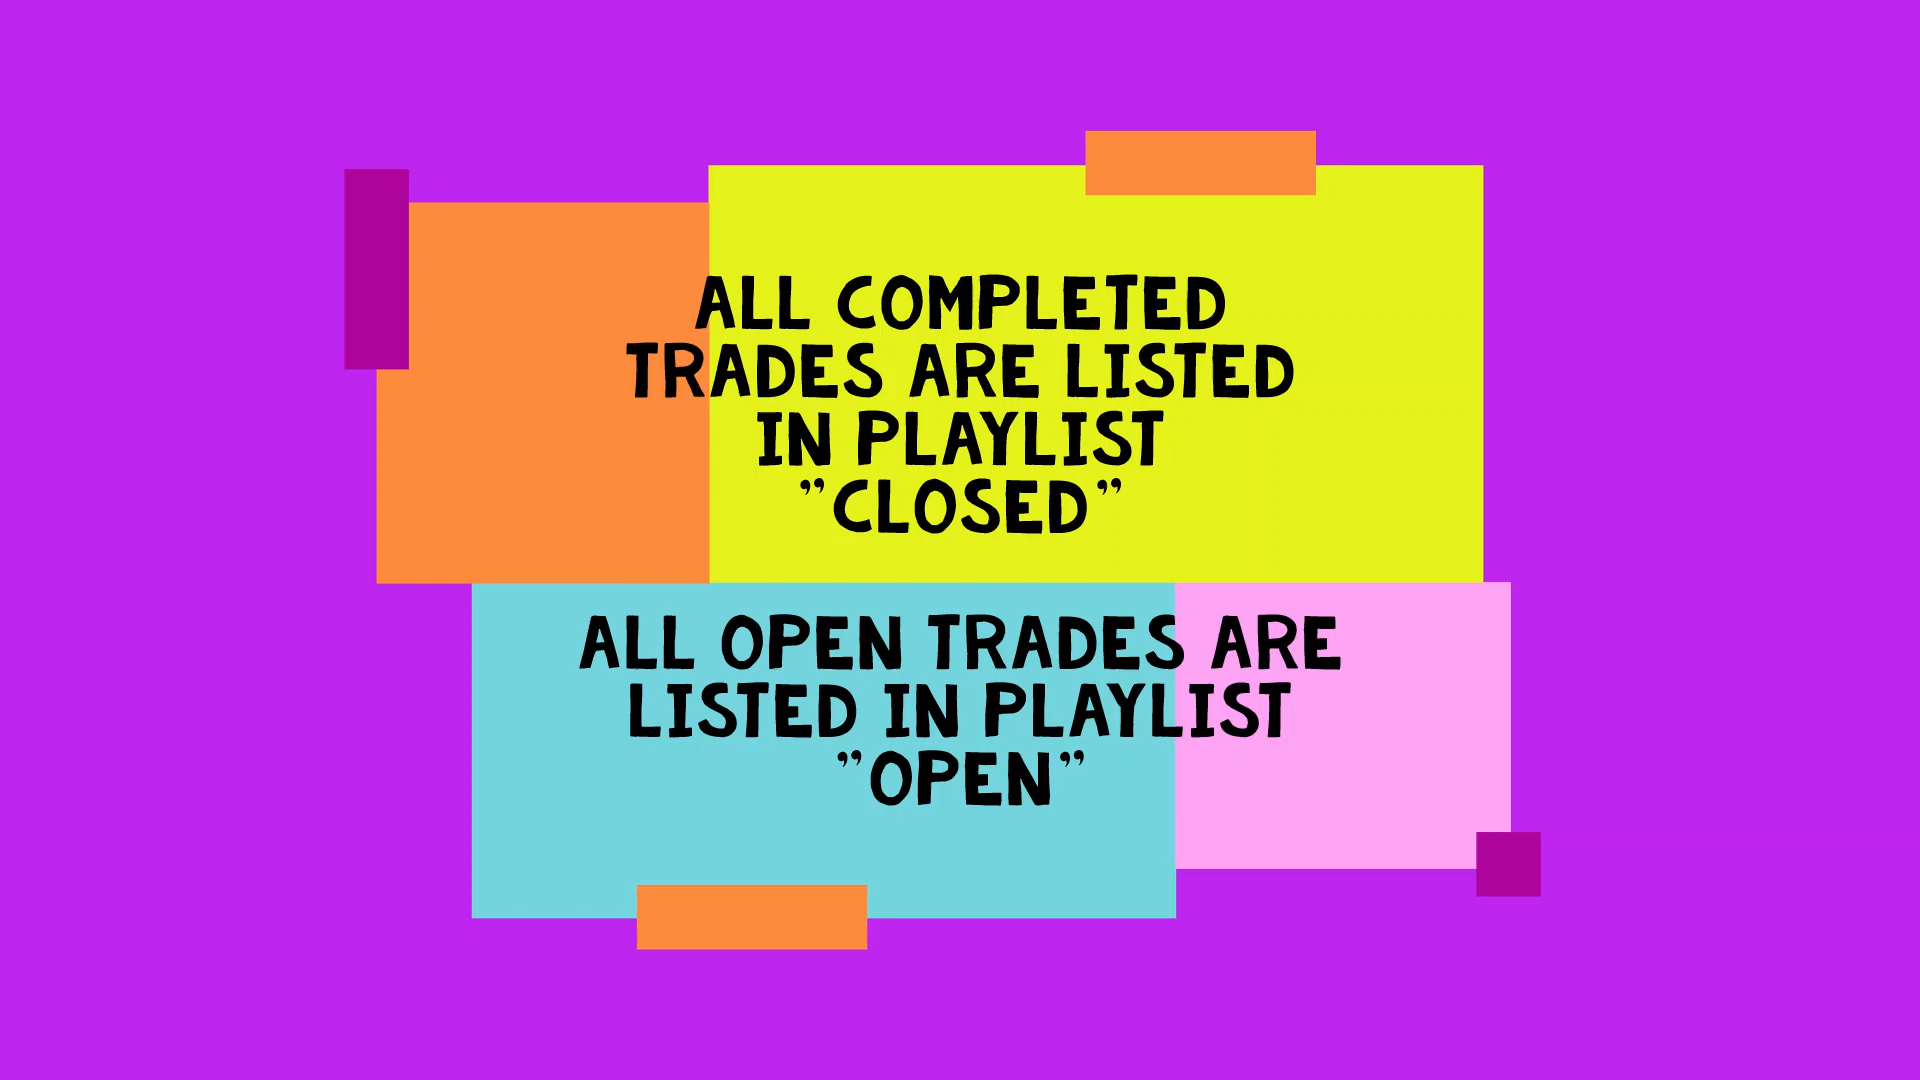 ALL COMPLETED
TRADES ARE LISTED
IN PLAYLIST
”CLOSED”
ALL OPEN TRADES ARE
LISTED IN PLAYLIST
”OPEN”